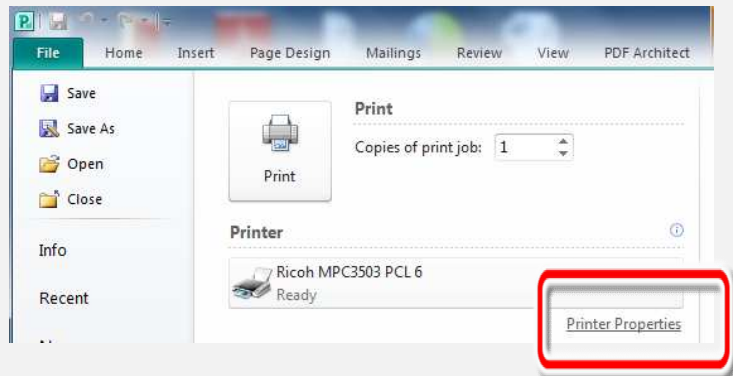 P
File Home Insert Page Design Mailings Review View PDF Architect
Save
Save As
Open
Close
Info
Recent
Print
Print
Copies of print job: 1
Printer
Ricoh MPC3503 PCL 6
Ready
Printer Properties